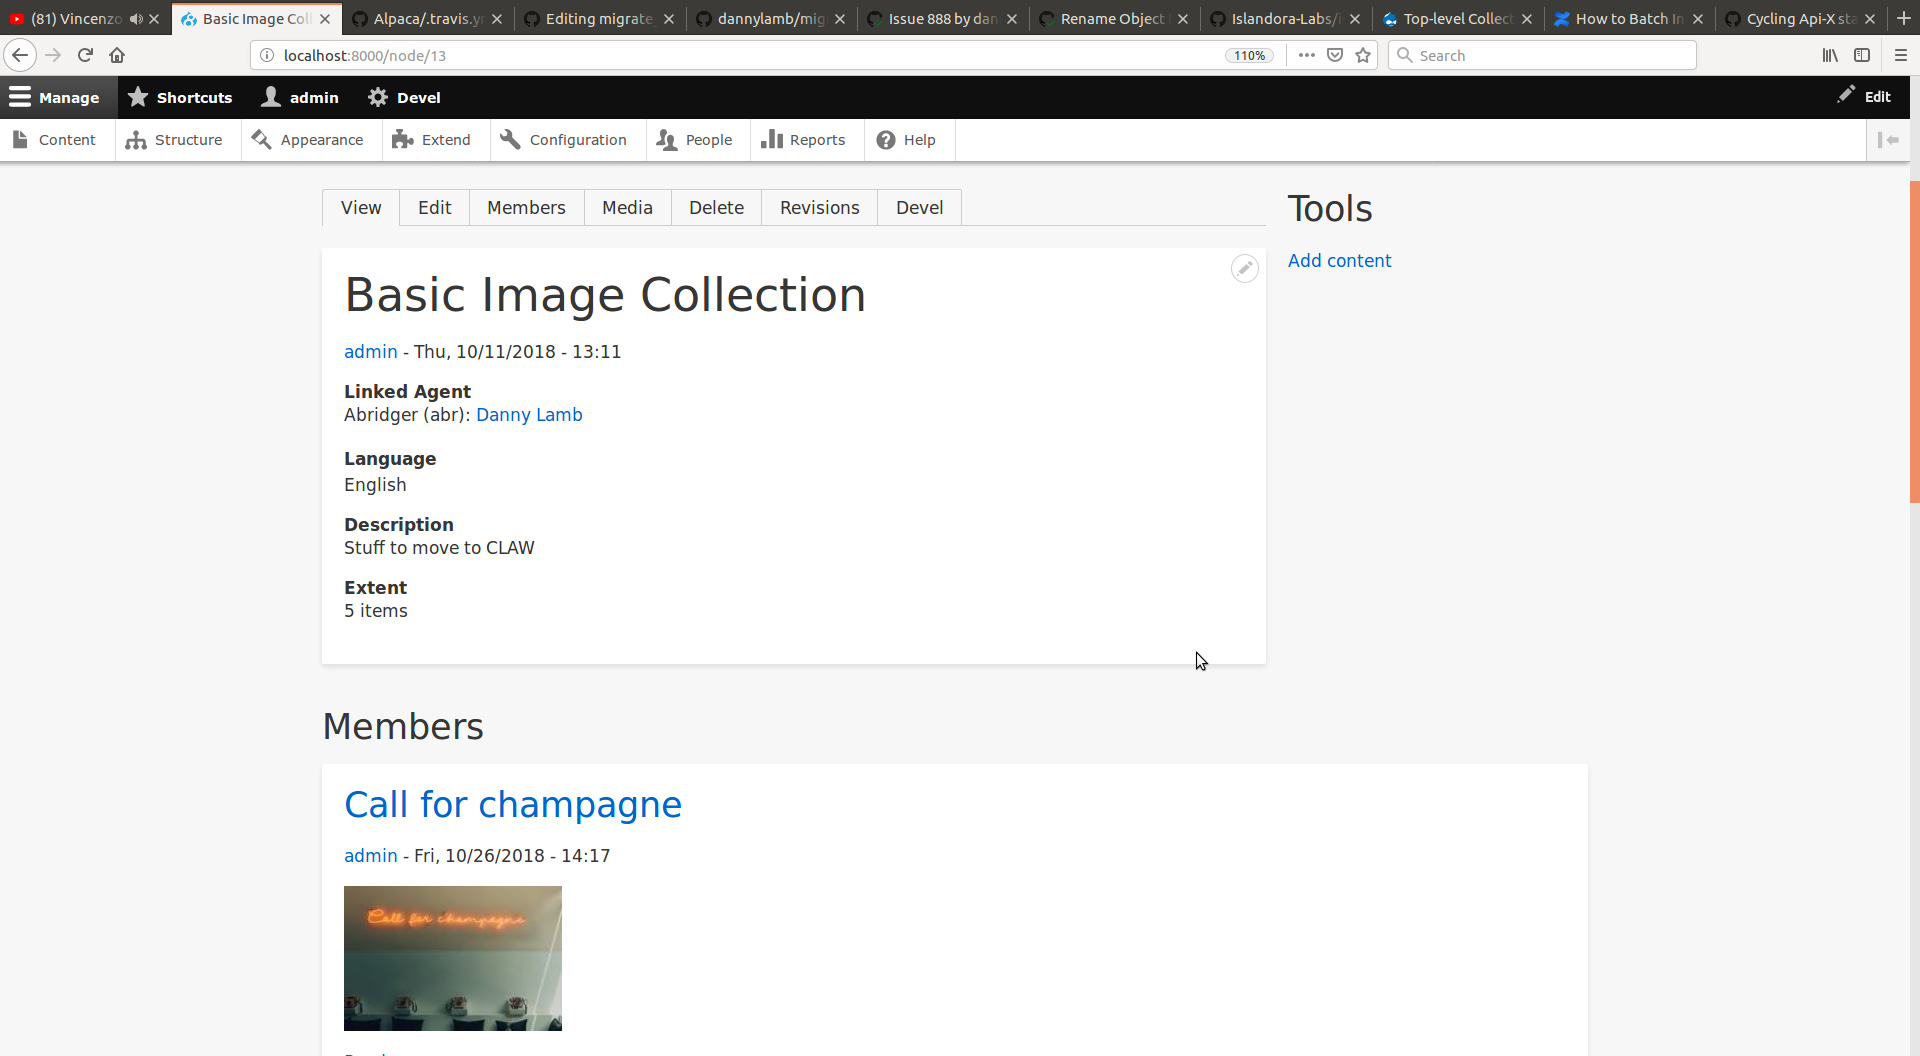 (81) Vincenzo
Basic Image Coll
Alpaca/.travis.y
Editing migrate_
dannylamb/mig
Issue 888 by dan
Rename Object
Islandora-Labs/i
Top-level Collect
How to Batch In
Cycling Api-X sta
localhost:8000/node/13
110%
Search
Manage
Shortcuts
admin
Devel
Edit
Content
Structure
Appearance
Extend
Configuration
People
Reports
Help
View
Edit
Members
Media
Delete
Revisions
Devel
Tools
Add content
Basic Image Collection
admin - Thu, 10/11/2018 - 13:11
Linked Agent
Abridger (abr): Danny Lamb
Language
English
Description
Stuff to move to CLAW
Extent
5 items
Members
Call for champagne
admin - Fri, 10/26/2018 - 14:17
Call for champagne